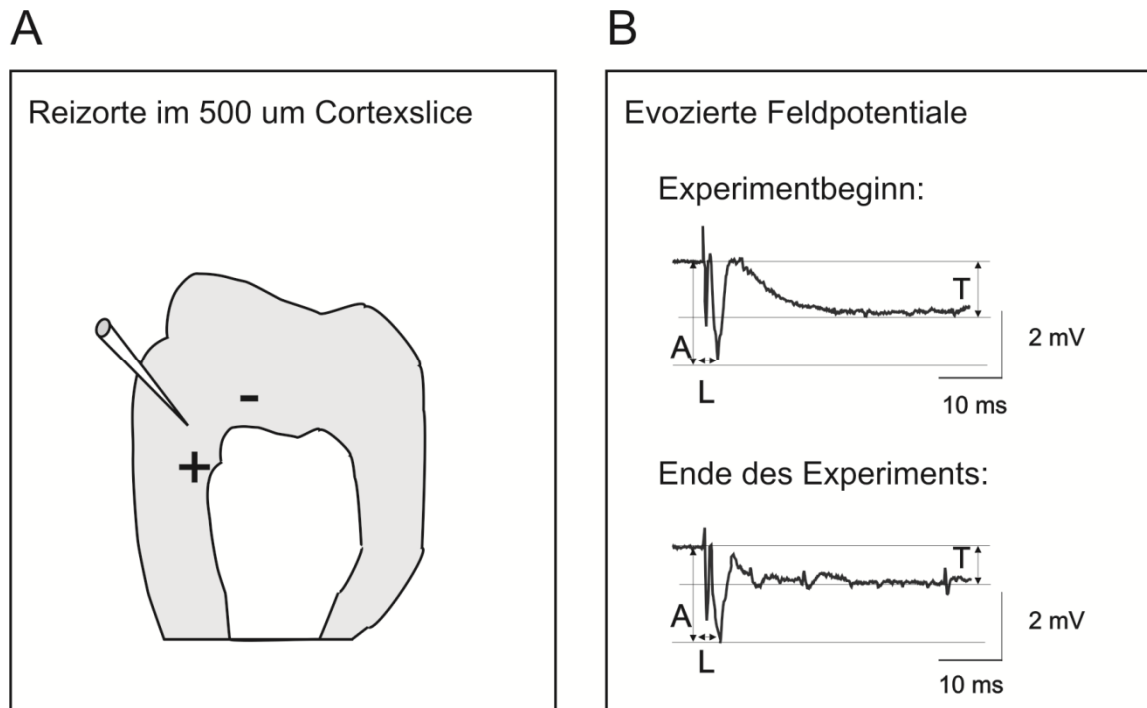 A
Reizorte im 500 um Cortexslice
-
+
B
Evozierte Feldpotentiale
Experimentbeginn:
T
A
2 mV
L
10 ms
Ende des Experiments:
T
A
2 mV
L
10 ms